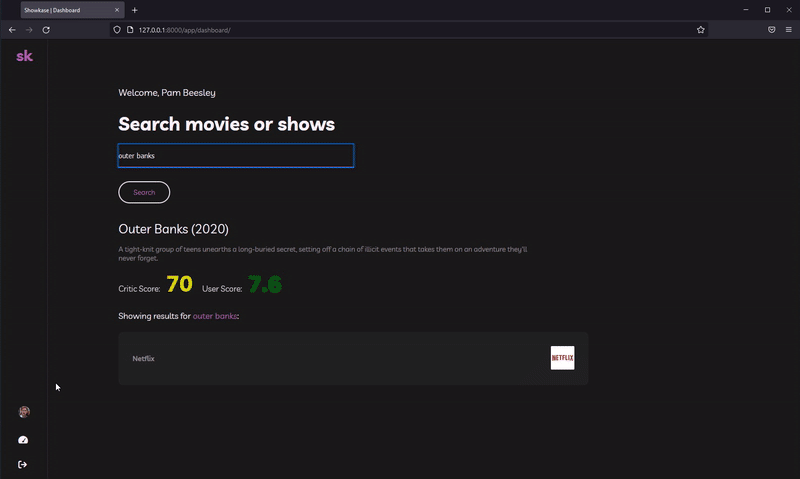 Showkase | Dashboard
127.0.0.1:8000/app/dashboard/
sk
Welcome, Pam Beesley
Search movies or shows
outer banks
Search
Outer Banks (2020)
A tight-knit group of teens unearths a long-buried secret, setting off a chain of illicit events that takes them on an adventure they'll
never forget.
Critic Score: 70 User Score: 7.6
Showing results for outer banks:
Netflix NETFLIX